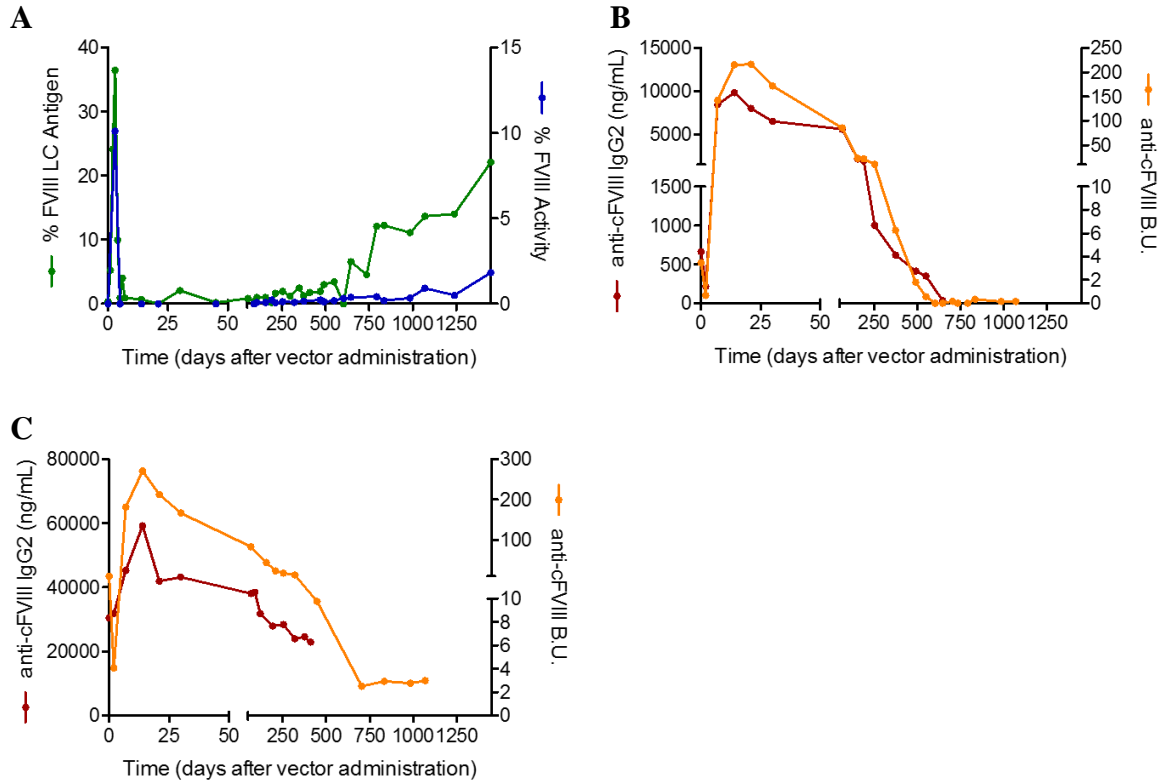 A
40
30
20
10
0
% FVIII LC Antigen
15
10
5
0
% FVIII Activity
0 25 50 250 500 750 1000 1250
Time (days after vector administration)
B
15000
10000
5000
1500
1000
500
0
anti-cFVIII IgG2 (ng/mL)
250
200
150
100
50
10
8
6
4
2
0
anti-cFVIII B.U.
0 25 50 250 500 750 1000 1250
Time (days after vector administration)
C
80000
60000
40000
20000
0
anti-cFVIII IgG2 (ng/mL)
300
200
100
10
8
6
4
2
0
anti-cFVIII B.U.
0 25 50 250 500 750 1000 1250
Time (days after vector administration)